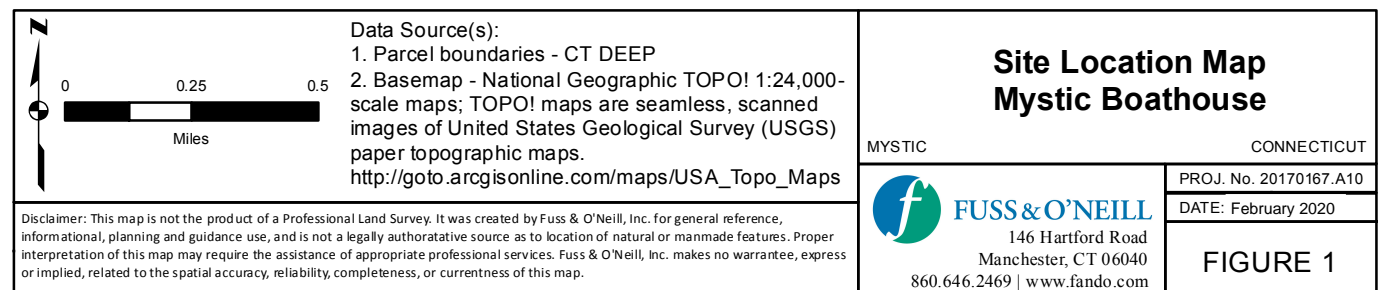 N
0 0.25 0.5
Miles
Data Source(s):
1. Parcel boundaries - CT DEEP
2. Basemap - National Geographic TOPO! 1:24,000-
scale maps; TOPO! maps are seamless, scanned
images of United States Geological Survey (USGS)
paper topographic maps.
http://goto.arcgisonline.com/maps/USA_Topo_Maps
Disclaimer: This map is not the product of a Professional Land Survey. It was created by Fuss & O'Neill, Inc. for general reference,
informational, planning and guidance use, and is not a legally authoratative source as to location of natural or manmade features. Proper
interpretation of this map may require the assistance of appropriate professional services. Fuss & O'Neill, Inc. makes no warrantee, express
or implied, related to the spatial accuracy, reliability, completeness, or currentness of this map.
Site Location Map
Mystic Boathouse
MYSTIC CONNECTICUT
f FUSS & O'NEILL
146 Hartford Road
Manchester, CT 06040
860.646.2469 | www.fando.com
PROJ. No. 20170167.A10
DATE: February 2020
FIGURE 1